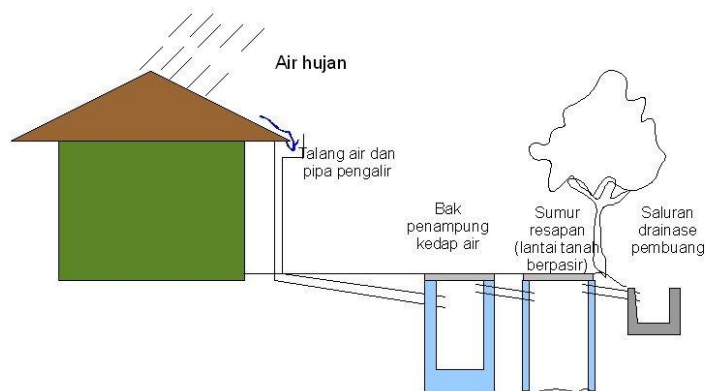 Air hujan
Talang air dan
pipa pengalir
Bak
penampung
kedap air
Sumur
resapan
(lantai tanah
berpasir)
Saluran
drainase
pembuang